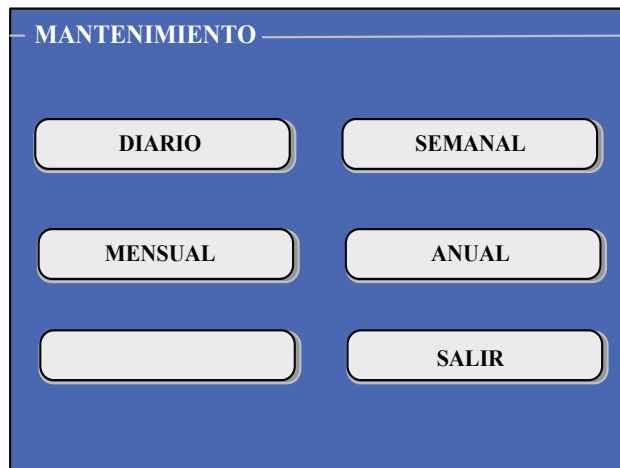 MANTENIMIENTO
DIARIO
SEMANAL
MENSUAL
ANUAL
SALIR